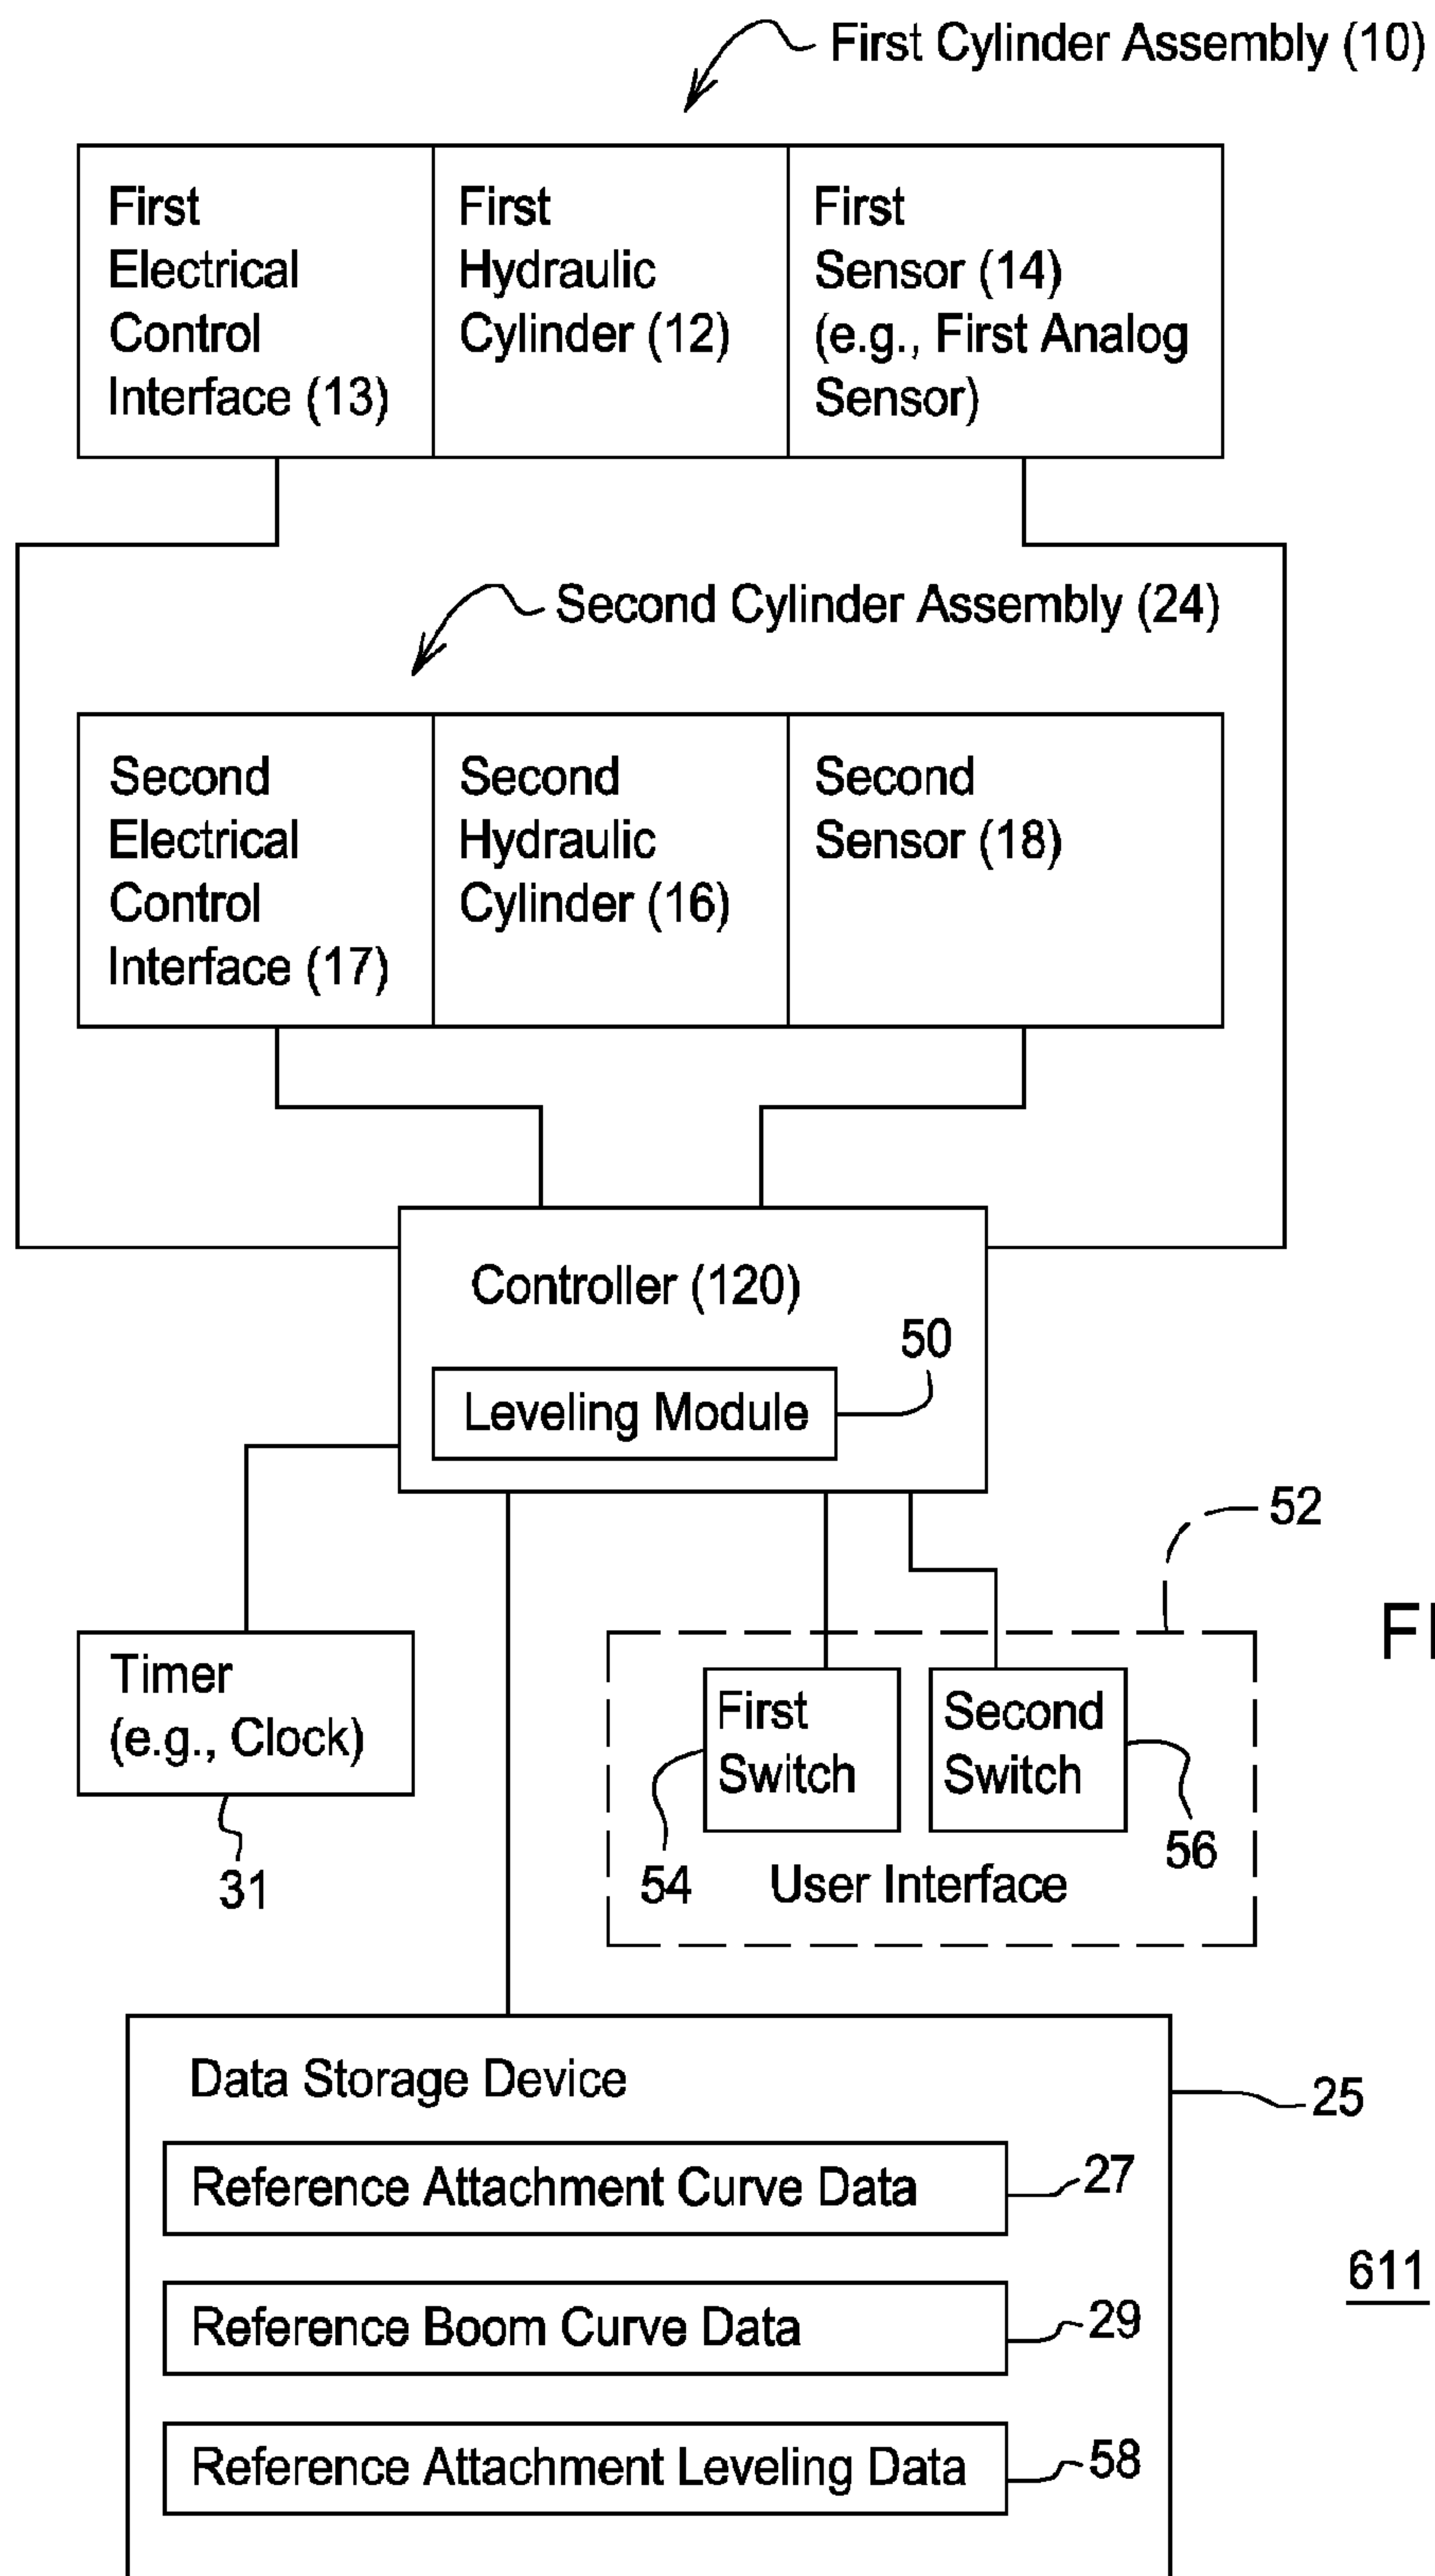 First Cylinder Assembly (10)
First
Electrical
Control
Interface (13)
First
Hydraulic
Cylinder (12)
First
Sensor (14)
(e.g., First Analog
Sensor)
Second Cylinder Assembly (24)
Second
Electrical
Control
Interface (17)
Second
Hydraulic
Cylinder (16)
Second
Sensor (18)
Controller (120)
50
Leveling Module
52
FI
Timer
(e.g., Clock)
31
First
Switch
Second
Switch
54
56
User Interface
Data Storage Device
25
Reference Attachment Curve Data
27
611
Reference Boom Curve Data
29
Reference Attachment Leveling Data
58